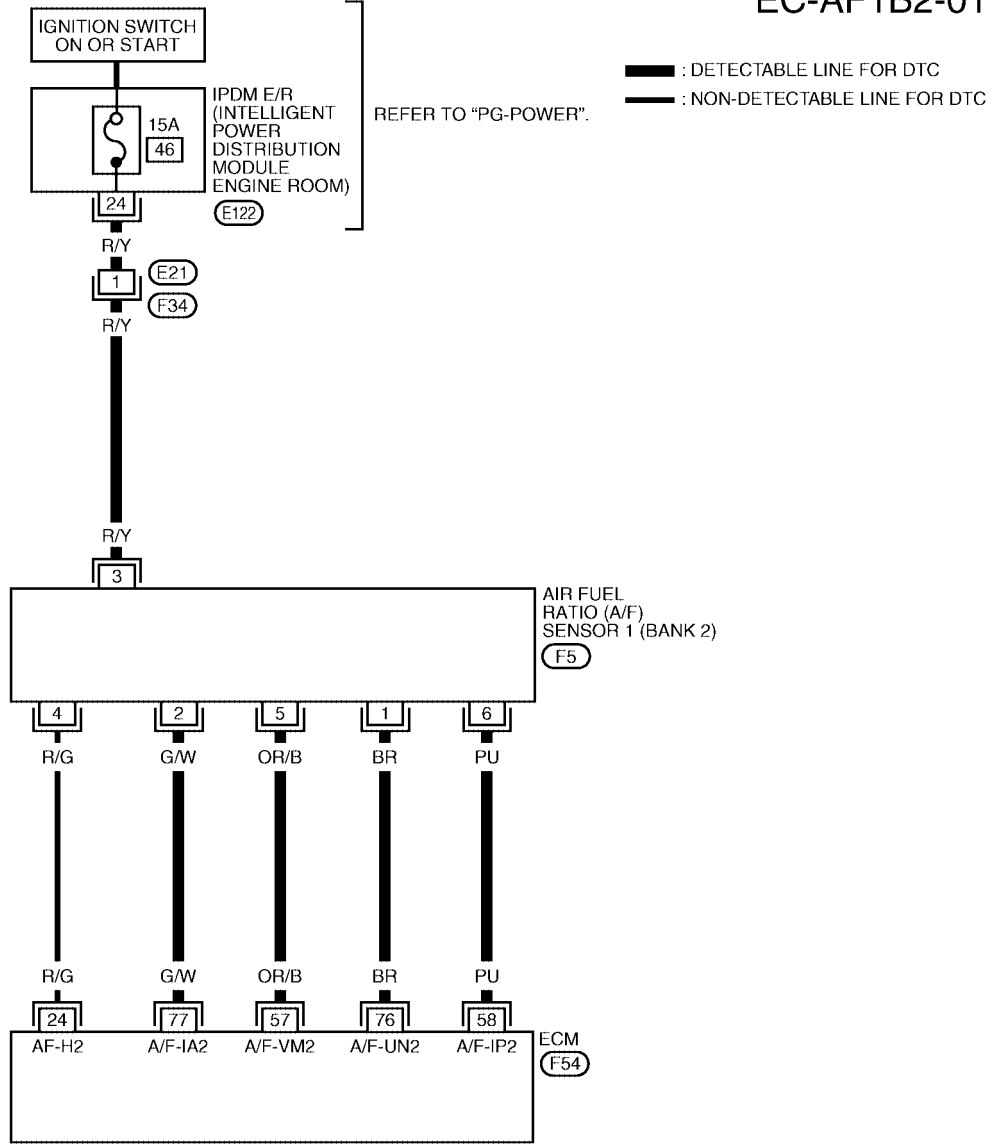 EC-AF1B2-01
IGNITION SWITCH
ON OR START
: DETECTABLE LINE FOR DTC
: NON-DETECTABLE LINE FOR DTC
IPDM E/R
(INTELLIGENT
POWER
DISTRIBUTION
MODULE
ENGINE ROOM)
E122
15A
46
REFER TO "PG-POWER".
24
R/Y
1
E21
F34
R/Y
R/Y
3
AIR FUEL
RATIO (A/F)
SENSOR 1 (BANK 2)
F5
4 2 5 1 6
R/G G/W OR/B BR PU
R/G G/W OR/B BR PU
24 77 57 76 58
AF-H2 A/F-IA2 A/F-VM2 A/F-UN2 A/F-IP2
ECM
F54